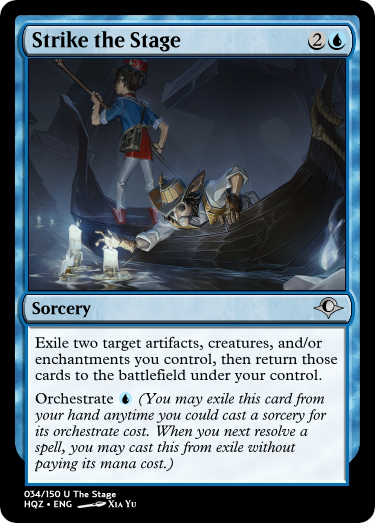 Strike the Stage 2
Sorcery
Exile two target artifacts, creatures, and/or
enchantments you control, then return those
cards to the battlefield under your control.
Orchestrate (You may exile this card from
your hand anytime you could cast a sorcery for
its orchestrate cost. When you next resolve a
spell, you may cast this from exile without
paying its mana cost.)
034/150 U The Stage
HQZ • ENG Xia Yu